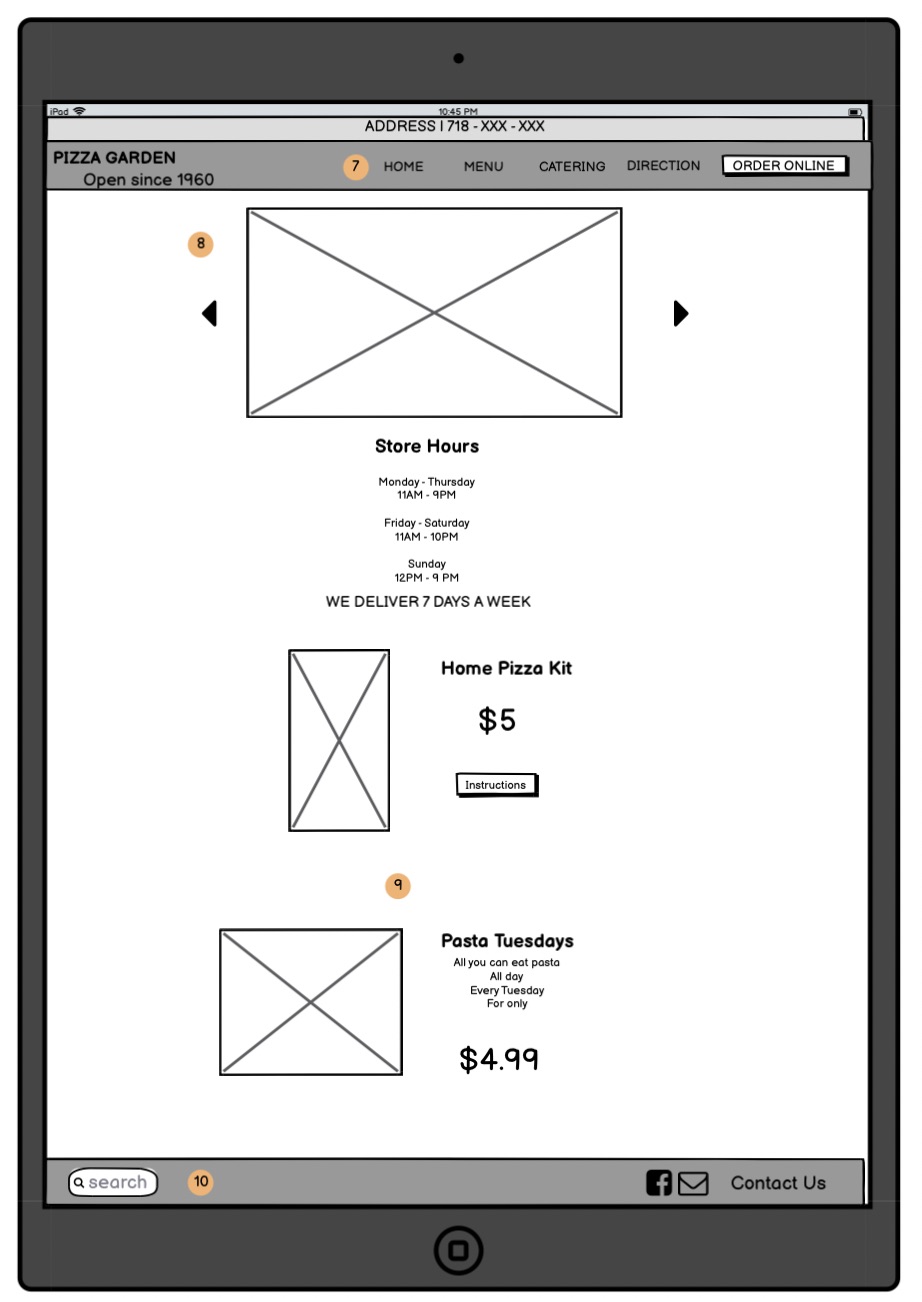 iPad
10:45 PM
ADDRESS | 718 - XXX - XXX
PIZZA GARDEN
Open since 1960
7 HOME MENU CATERING DIRECTION ORDER ONLINE
8
Store Hours
Monday - Thursday
11AM - 9PM
Friday - Saturday
11AM - 10PM
Sunday
12PM - 9 PM
WE DELIVER 7 DAYS A WEEK
Home Pizza Kit
$5
Instructions
9
Pasta Tuesdays
All you can eat pasta
All day
Every Tuesday
For only
$4.99
search 10 Contact Us